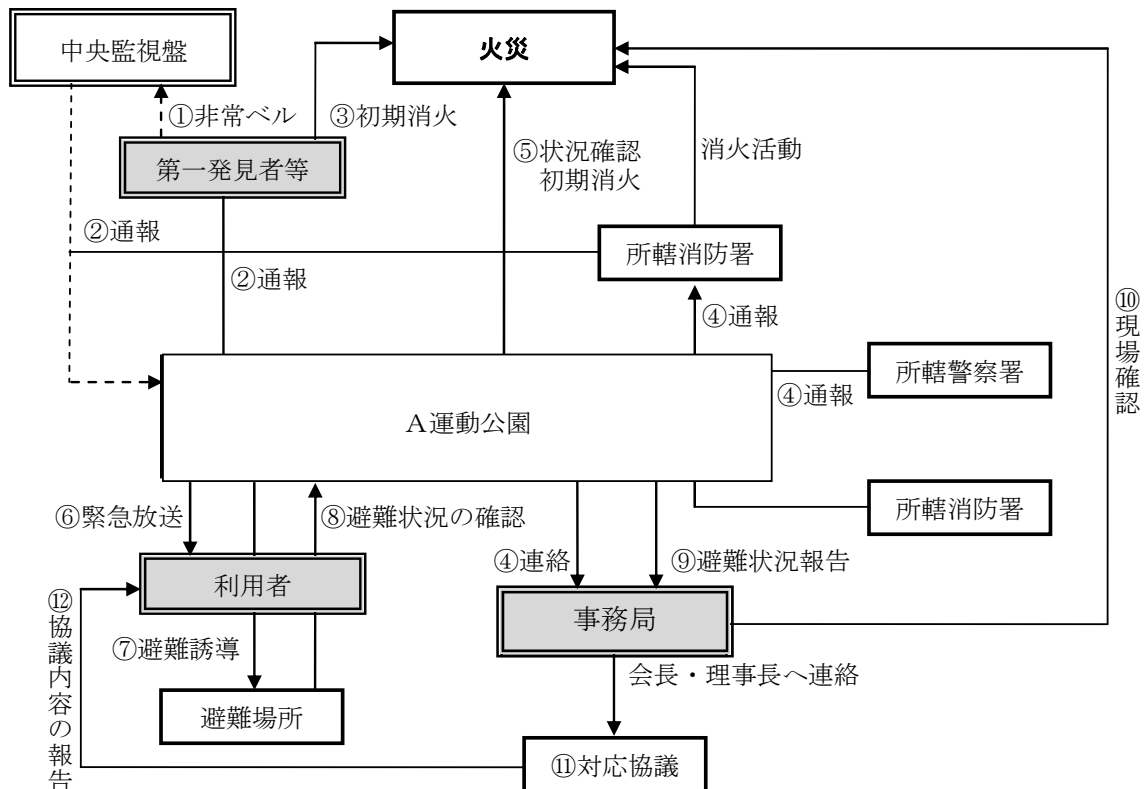 中央監視盤
火災
①非常ベル
③初期消火
第一発見者等
⑤状況確認
初期消火
消火活動
②通報
所轄消防署
②通報
④通報
⑩現場確認
所轄警察署
④通報
A運動公園
所轄消防署
⑥緊急放送
⑧避難状況の確認
④連絡
⑨避難状況報告
利用者
事務局
⑫協議内容の報告
⑦避難誘導
会長・理事長へ連絡
避難場所
⑪対応協議